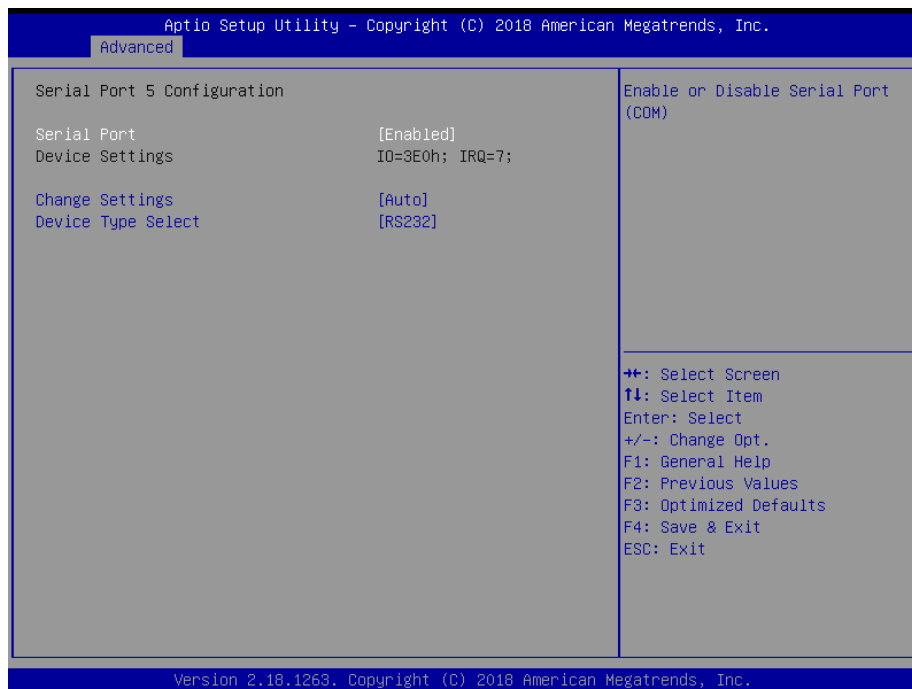 Aptio Setup Utility – Copyright (C) 2018 American Megatrends, Inc.
Advanced
Serial Port 5 Configuration
Serial Port [Enabled]
Device Settings IO=3E0h; IRQ=7;
Change Settings [Auto]
Device Type Select [RS232]
Enable or Disable Serial Port
(COM)
→←: Select Screen
↑↓: Select Item
Enter: Select
+/-: Change Opt.
F1: General Help
F2: Previous Values
F3: Optimized Defaults
F4: Save & Exit
ESC: Exit
Version 2.18.1263. Copyright (C) 2018 American Megatrends, Inc.